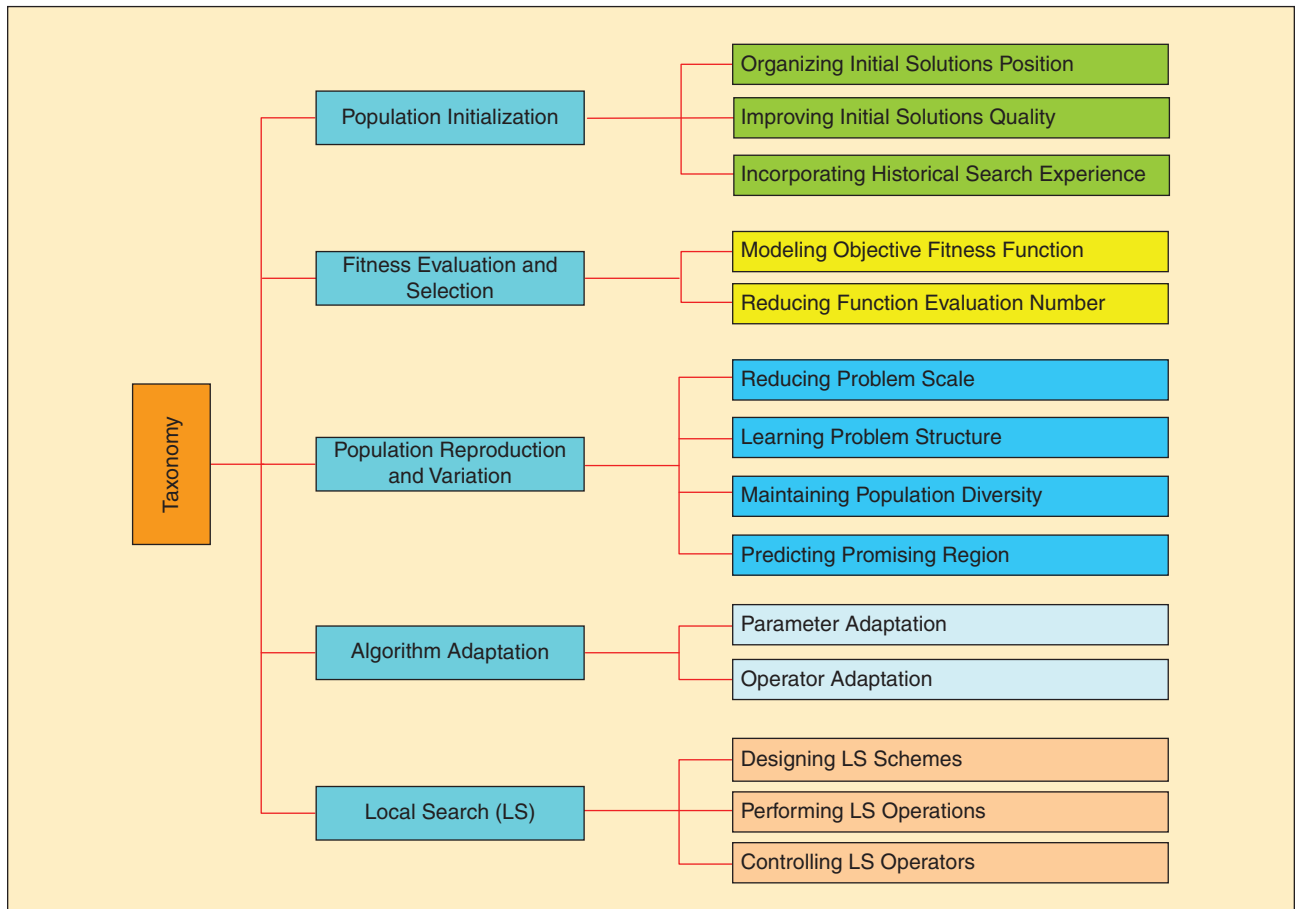 Taxonomy
Population Initialization
Organizing Initial Solutions Position
Improving Initial Solutions Quality
Incorporating Historical Search Experience
Fitness Evaluation and
Selection
Modeling Objective Fitness Function
Reducing Function Evaluation Number
Population Reproduction
and Variation
Reducing Problem Scale
Learning Problem Structure
Maintaining Population Diversity
Predicting Promising Region
Algorithm Adaptation
Parameter Adaptation
Operator Adaptation
Local Search (LS)
Designing LS Schemes
Performing LS Operations
Controlling LS Operators